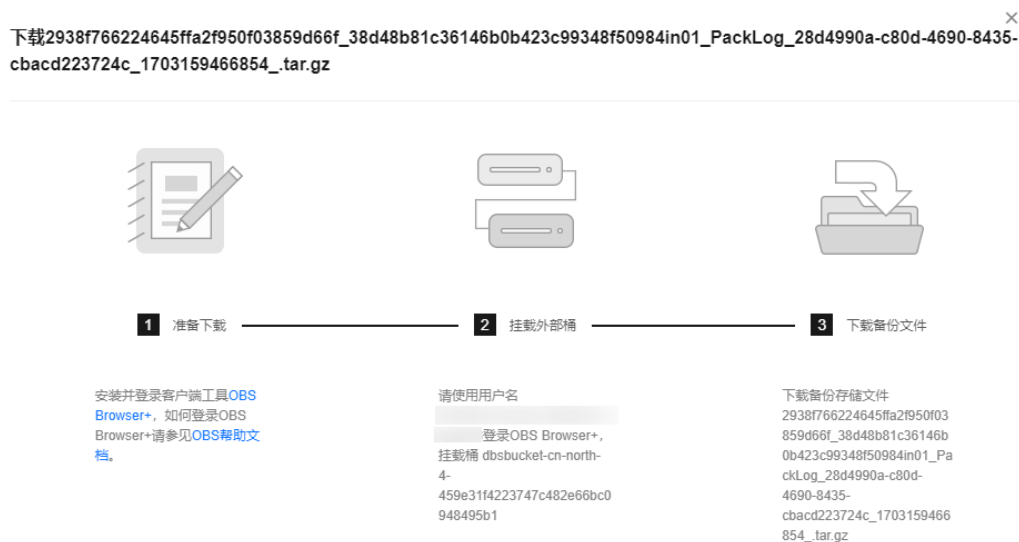 下载2938f766224645ffa2f950f03859d66f_38d48b81c36146b0b423c99348f50984in01_PackLog_28d4990a-c80d-4690-8435-
cbacd223724c_1703159466854_.tar.gz
1 准备下载
2 挂载外部桶
3 下载备份文件
安装并登录客户端工具OBS
Browser+，如何登录OBS
Browser+请参见OBS帮助文
档。
请使用用户名
登录OBS Browser+，
挂载桶 dbsbucket-cn-north-
4-
459e31f4223747c482e66bc0
948495b1
下载备份存储文件
2938f766224645ffa2f950f03
859d66f_38d48b81c36146b
0b423c99348f50984in01_Pa
ckLog_28d4990a-c80d-
4690-8435-
cbacd223724c_1703159466
854_.tar.gz